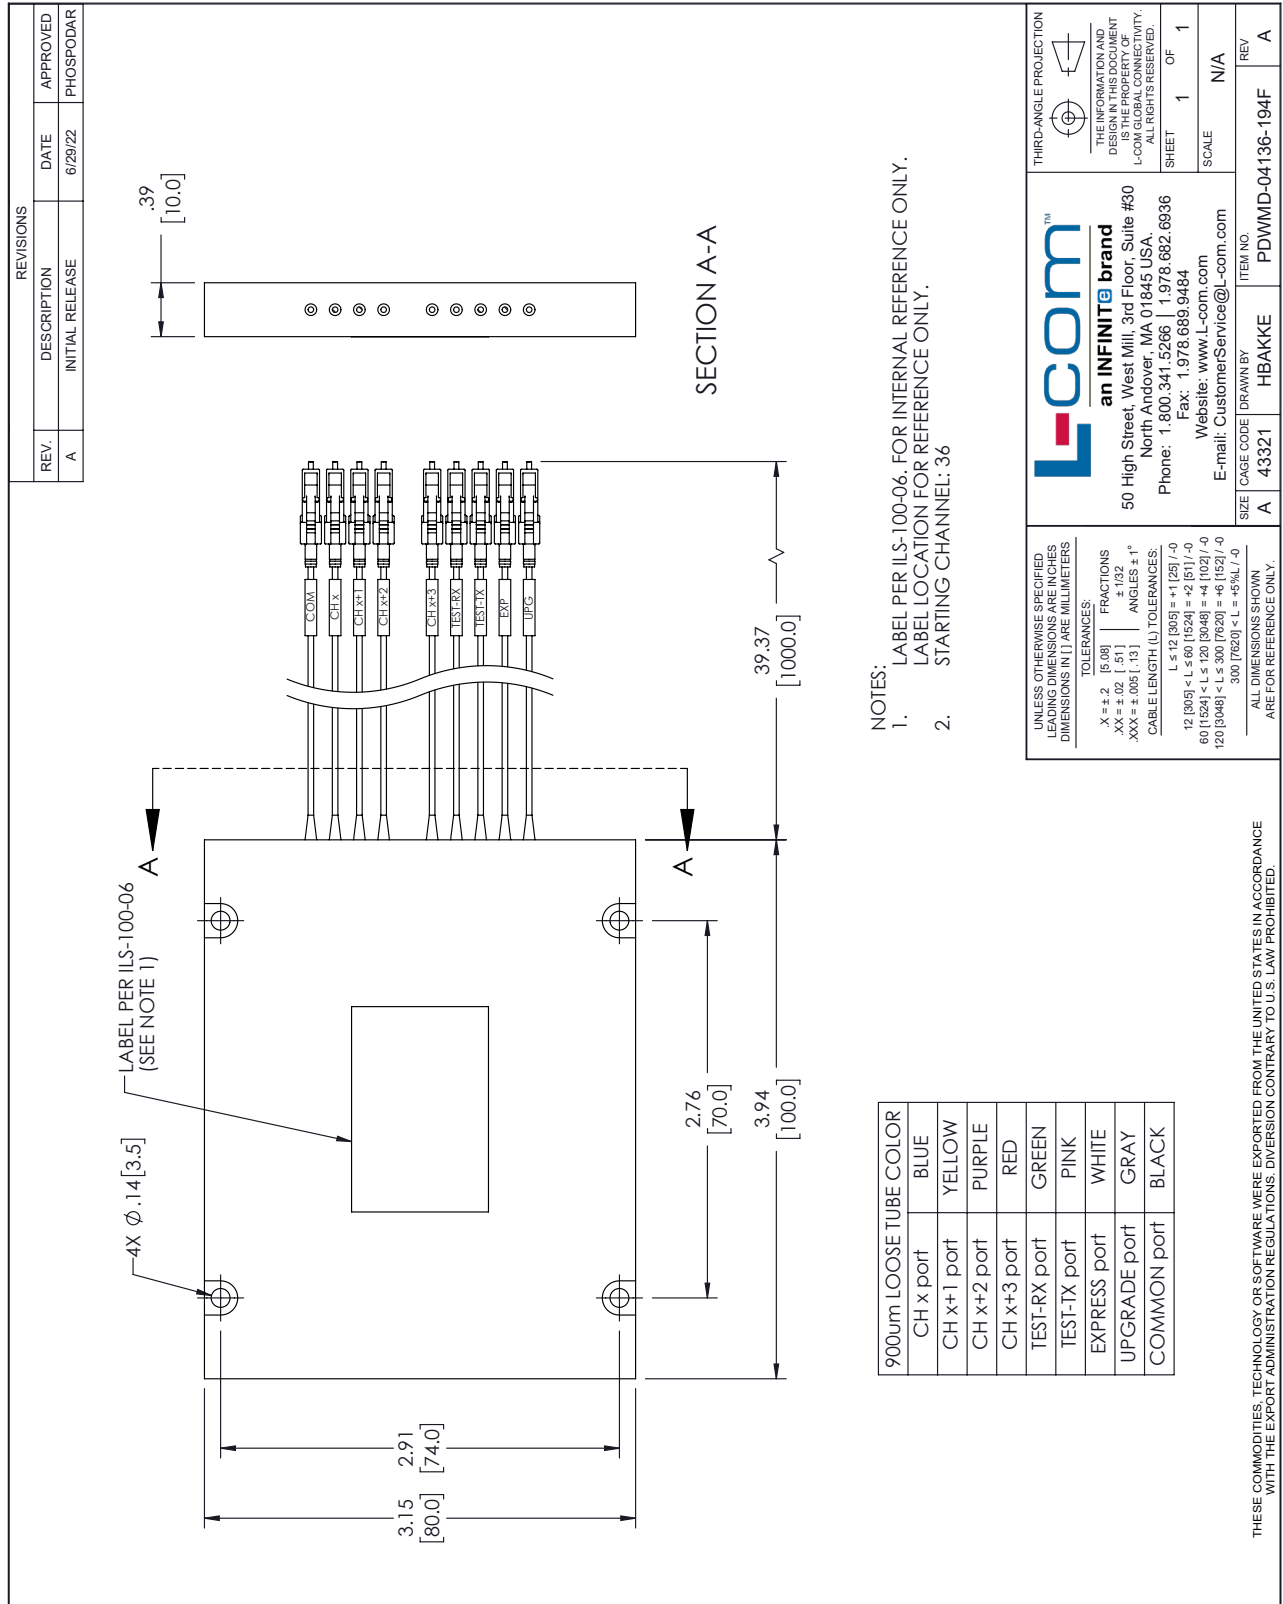 REVISIONS
REV. DESCRIPTION DATE APPROVED
A INITIAL RELEASE 6/29/22 PHOSPODAR
4X Ø .14 [3.5]
LABEL PER ILS-100-06
(SEE NOTE 1)
A
A
COM
CH x
CH x+1
CH x+2
CH x+3
TEST-RX
TEST-TX
EXP
UPG
.39
[10.0]
3.15
[80.0]
2.91
[74.0]
2.76
[70.0]
3.94
[100.0]
39.37
[1000.0]
SECTION A-A
900um LOOSE TUBE COLOR
CH x port BLUE
CH x+1 port YELLOW
CH x+2 port PURPLE
CH x+3 port RED
TEST-RX port GREEN
TEST-TX port PINK
EXPRESS port WHITE
UPGRADE port GRAY
COMMON port BLACK
NOTES:
1. LABEL PER ILS-100-06. FOR INTERNAL REFERENCE ONLY.
LABEL LOCATION FOR REFERENCE ONLY.
2. STARTING CHANNEL: 36
UNLESS OTHERWISE SPECIFIED
LEADING DIMENSIONS ARE INCHES
DIMENSIONS IN [ ] ARE MILLIMETERS
TOLERANCES:
.X = ± .2 [5.08] FRACTIONS
.XX = ± .02 [ .51 ] ± 1/32
.XXX = ± .005 [ .13 ] ANGLES ± 1°
CABLE LENGTH (L) TOLERANCES:
L ≤ 12 [305] = +1 [25] / -0
12 [305] < L ≤ 60 [1524] = +2 [51] / -0
60 [1524] < L ≤ 120 [3048] = +4 [102] / -0
120 [3048] < L ≤ 300 [7620] = +6 [152] / -0
300 [7620] < L = +5%L / -0
ALL DIMENSIONS SHOWN
ARE FOR REFERENCE ONLY.
L-com™
an INFINITe brand
50 High Street, West Mill, 3rd Floor, Suite #30
North Andover, MA 01845 USA.
Phone: 1.800.341.5266 | 1.978.682.6936
Fax: 1.978.689.9484
Website: www.L-com.com
E-mail: CustomerService@L-com.com
THIRD-ANGLE PROJECTION
THE INFORMATION AND
DESIGN IN THIS DOCUMENT
IS THE PROPERTY OF
L-COM GLOBAL CONNECTIVITY.
ALL RIGHTS RESERVED.
SHEET 1 OF 1
SCALE N/A
SIZE A
CAGE CODE 43321
DRAWN BY HBAKKE
ITEM NO. PDWMD-04136-194F
REV A
THESE COMMODITIES, TECHNOLOGY OR SOFTWARE WERE EXPORTED FROM THE UNITED STATES IN ACCORDANCE
WITH THE EXPORT ADMINISTRATION REGULATIONS. DIVERSION CONTRARY TO U.S. LAW PROHIBITED.